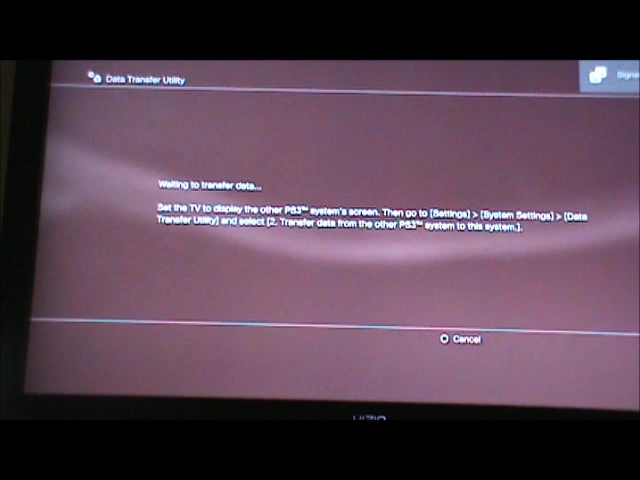 Data Transfer Utility
Signe
Waiting to transfer data...
Set the TV to display the other PS3™ system's screen. Then go to [Settings] > [System Settings] > [Data
Transfer Utility] and select [2. Transfer data from the other PS3™ system to this system.].
Cancel
VIZIO